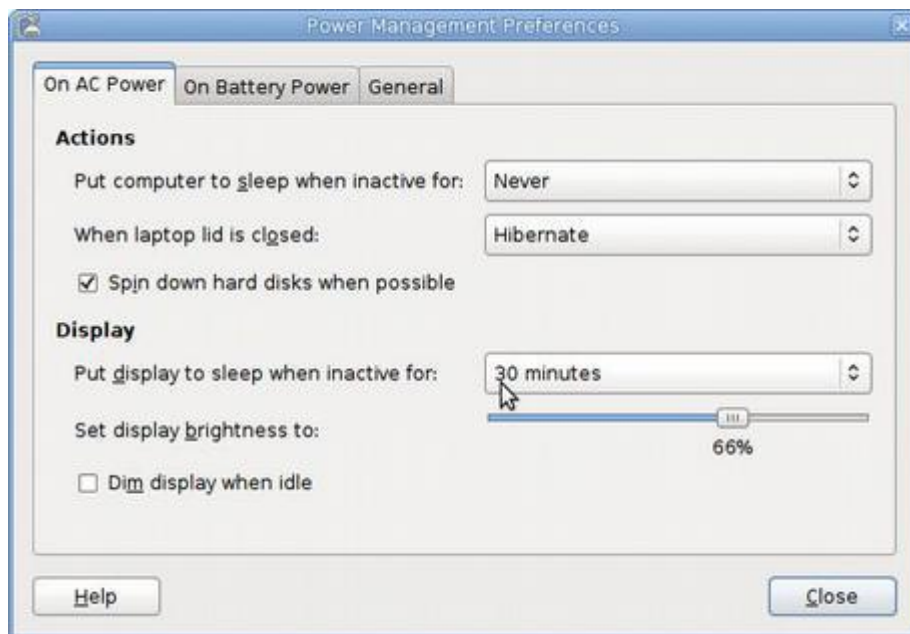 Power Management Preferences
On AC Power On Battery Power General
Actions
Put computer to sleep when inactive for: Never
When laptop lid is closed: Hibernate
Spin down hard disks when possible
Display
Put display to sleep when inactive for: 30 minutes
Set display brightness to:
66%
Dim display when idle
Help Close